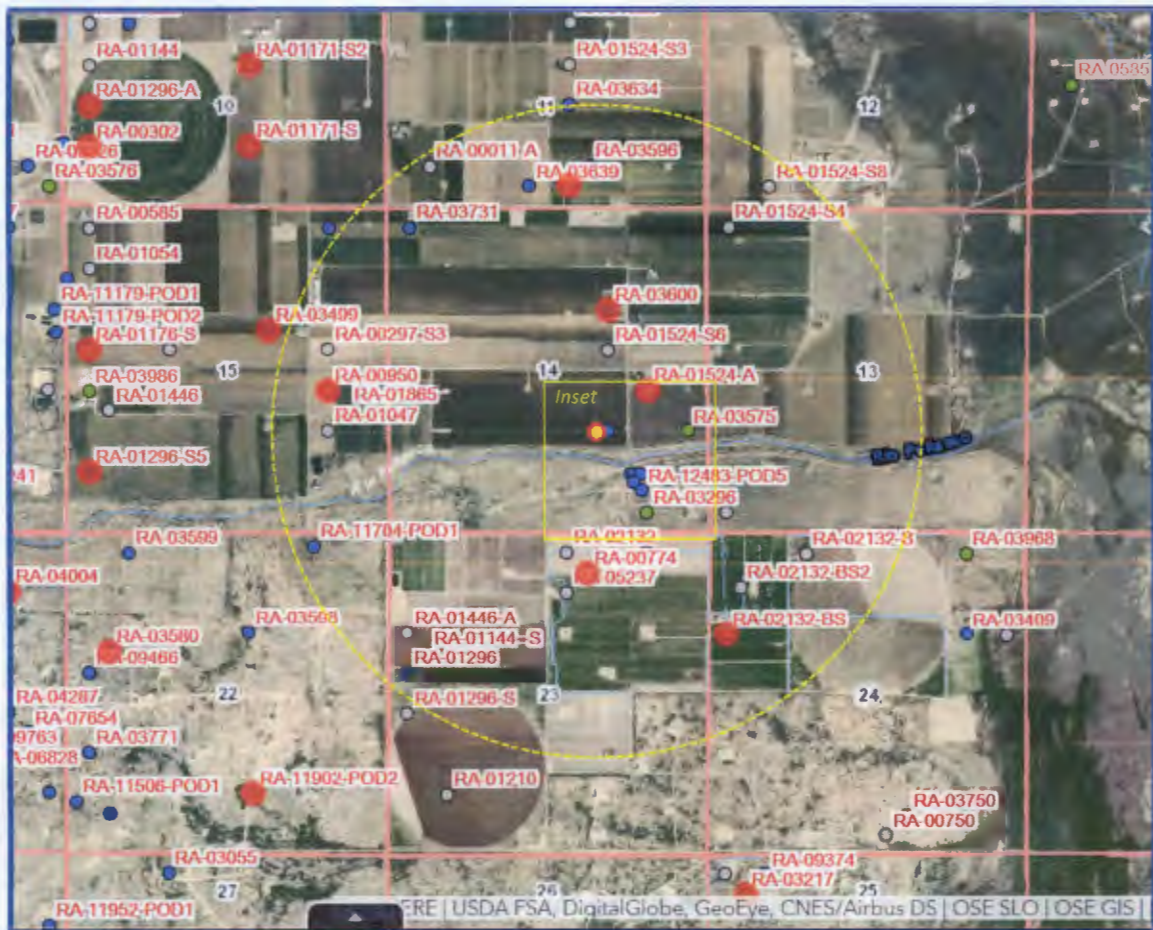 RA-01144
RA-01171-S2
RA-01524-S3
RA-01296-A
10
RA-03634
11
12
RA-00302
RA-01171-S
RA-00011-A
RA-03596
RA-03576
RA-03639
RA-01524-S8
RA-00585
RA-03731
RA-01524-S4
RA-01054
RA-11179-POD1
RA-03600
RA-11179-POD2
RA-03499
RA-01176-S
RA-00297-S3
RA-01524-S6
15
14
13
RA-03986
RA-00950
RA-01524-A
RA-01446
RA-01865
Inset
RA-01047
RA-03575
RA-01296-S5
241
RA-12483-POD5
RA-03296
RA-03599
RA-11704-POD1
RA-02132
RA-02132-S
RA-03968
RA-00774
RA-04004
05237
RA-02132-BS2
RA-03598
RA-01446-A
RA-02132-BS
RA-03409
RA-03580
RA-01144-S
A-09466
RA-01296
RA-04287
22
RA-01296-S
23
24
RA-07654
09763
RA-03771
A-06828
RA-11506-POD1
RA-11902-POD2
RA-01210
RA-03750
RA-00750
RA-03055
RA-09374
27
26
RA-03217
25
RA-11952-POD1
ERE | USDA FSA, DigitalGlobe, GeoEye, CNES/Airbus DS | OSE SLO | OSE GIS |